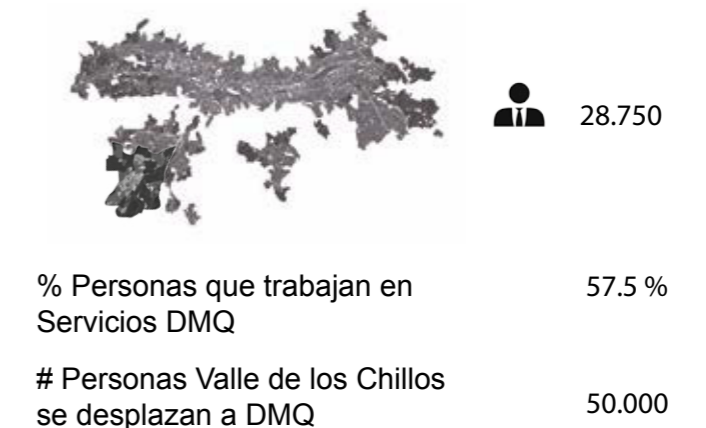 28.750
% Personas que trabajan en
Servicios DMQ
57.5 %
# Personas Valle de los Chillos
se desplazan a DMQ
50.000